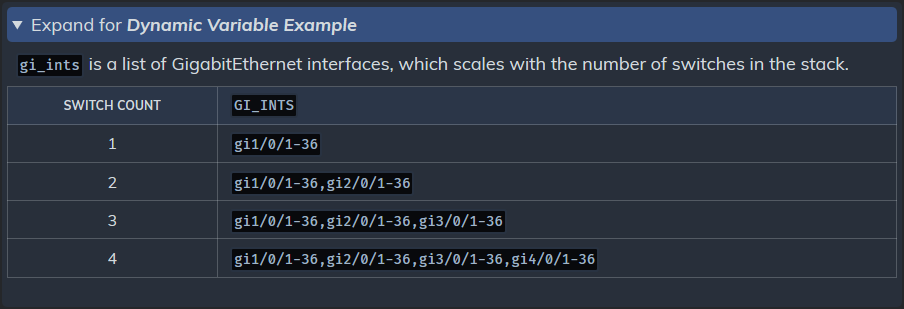 Expand for Dynamic Variable Example
gi_ints is a list of GigabitEthernet interfaces, which scales with the number of switches in the stack.
SWITCH COUNT GI_INTS
1 gi1/0/1-36
2 gi1/0/1-36,gi2/0/1-36
3 gi1/0/1-36,gi2/0/1-36,gi3/0/1-36
4 gi1/0/1-36,gi2/0/1-36,gi3/0/1-36,gi4/0/1-36